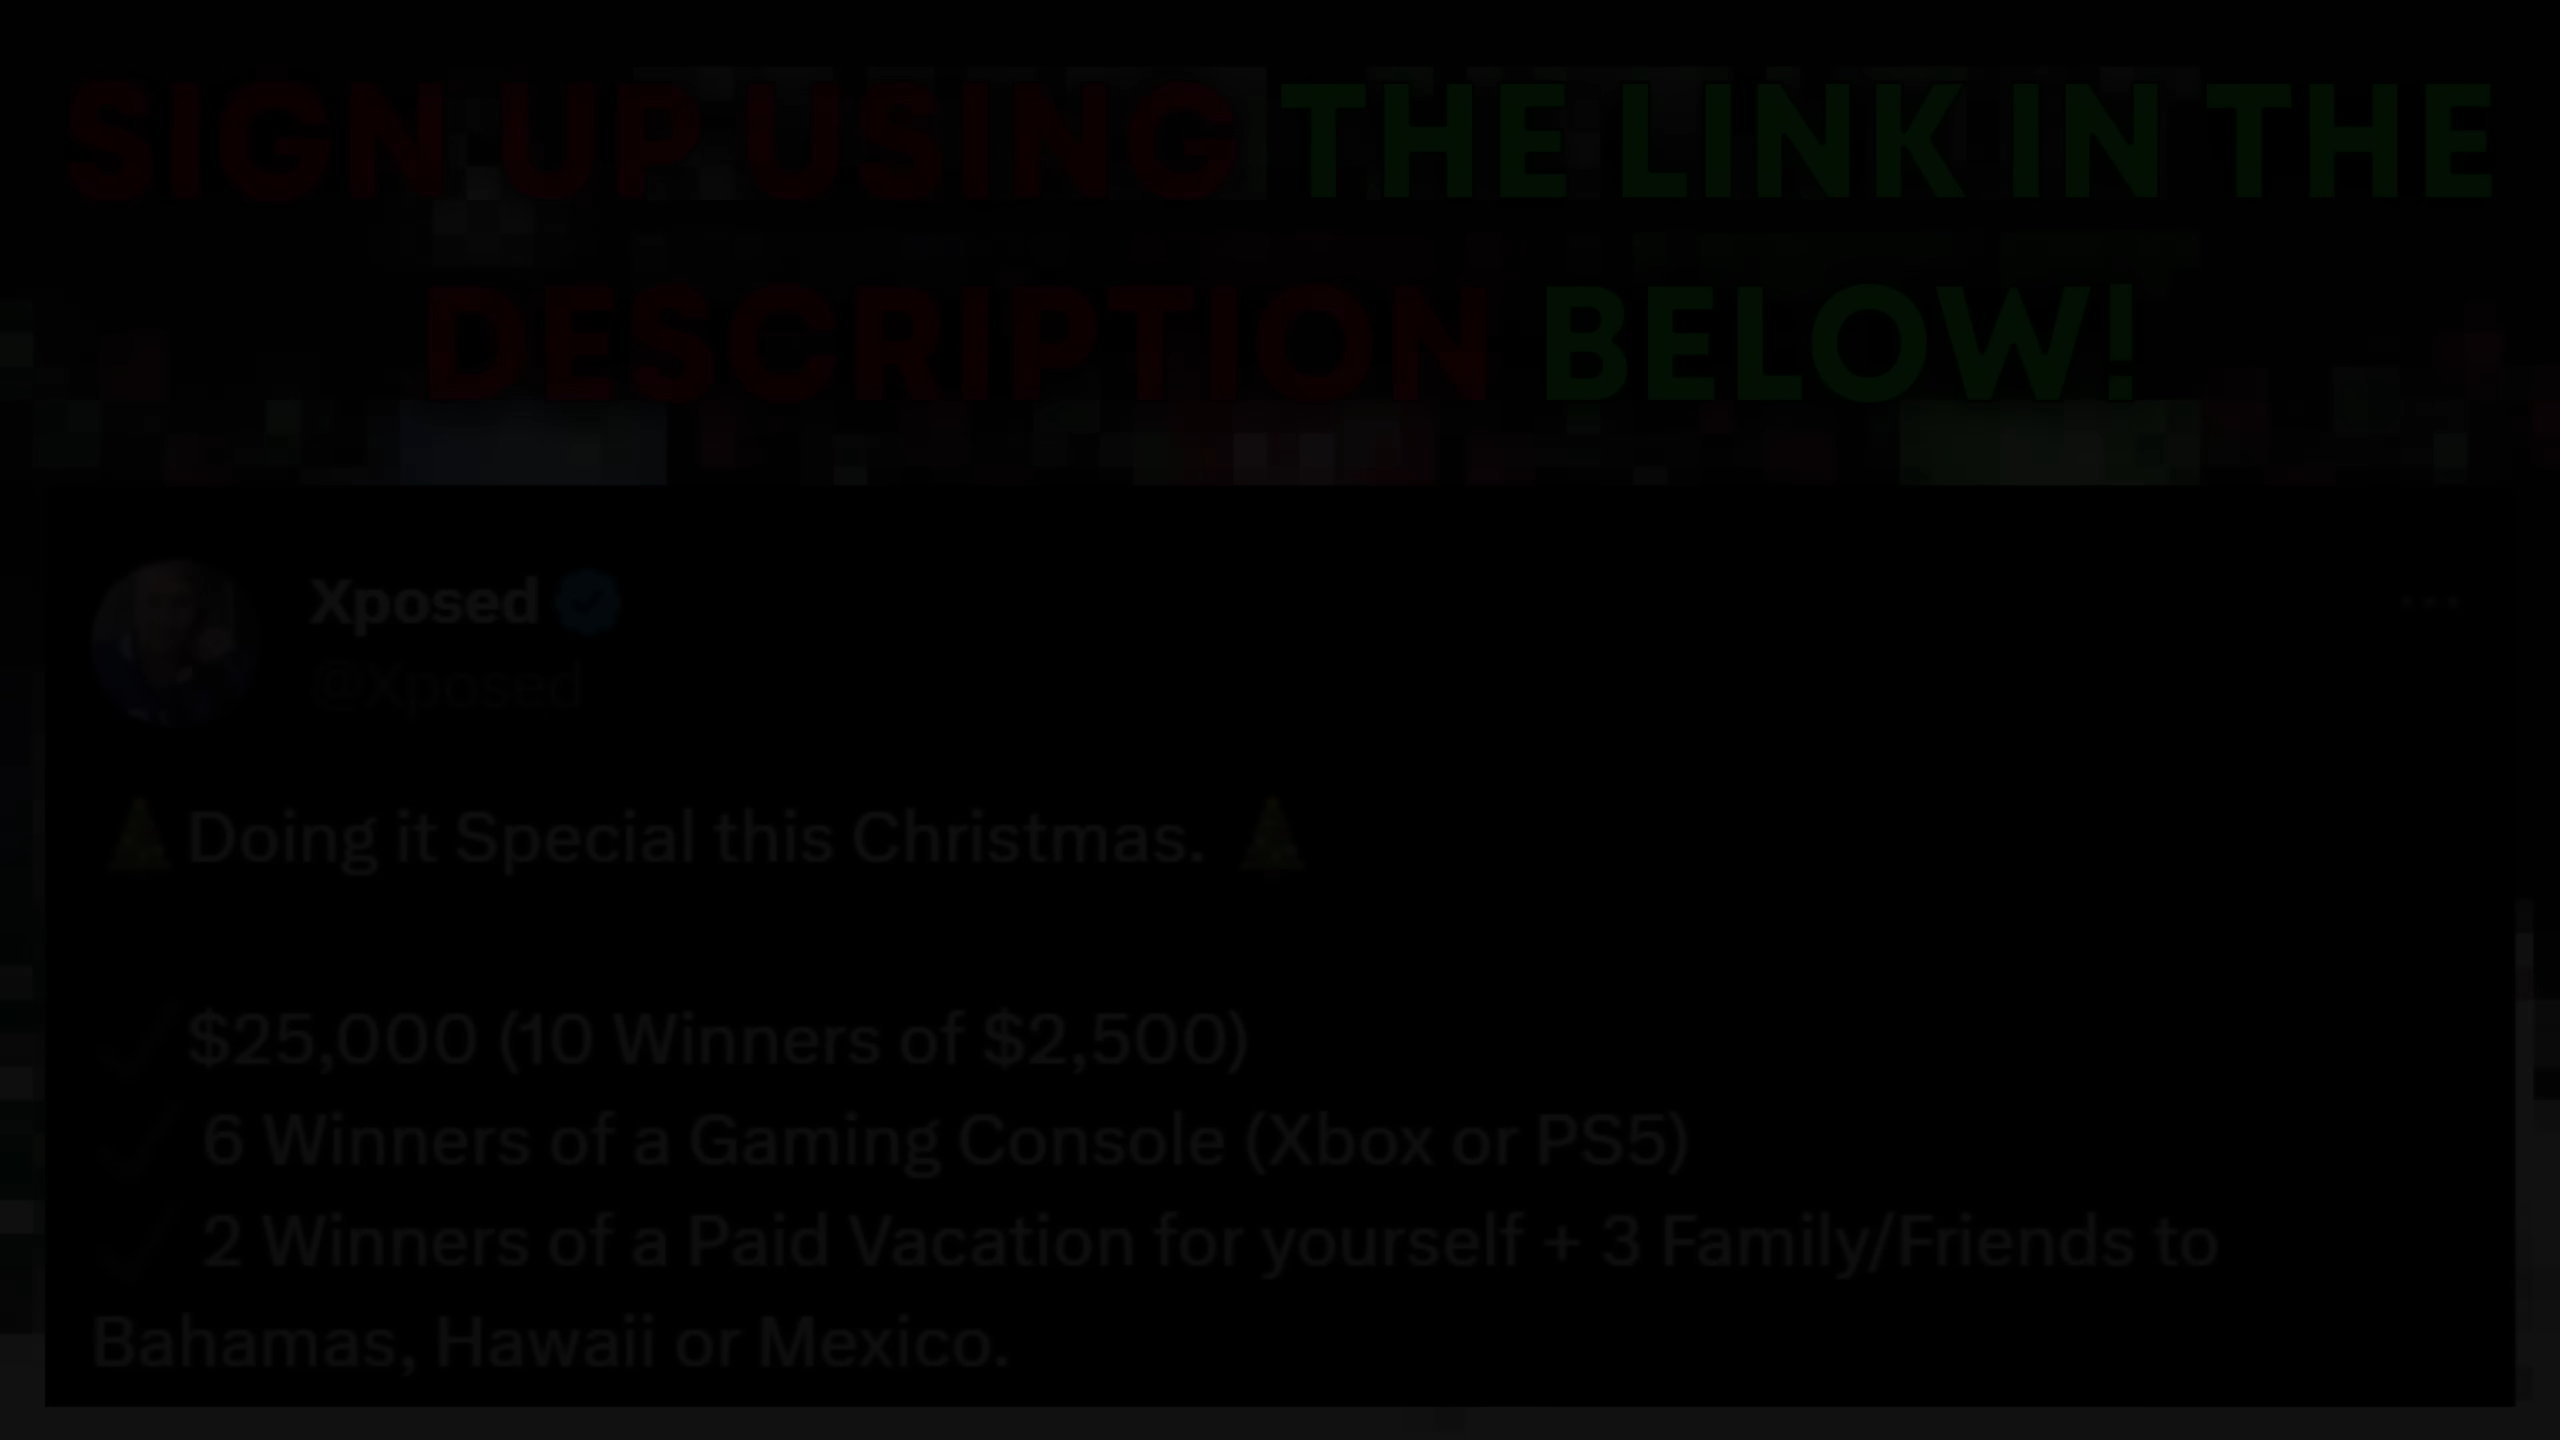 SIGN UP USING THE LINK IN THE
DESCRIPTION BELOW!
Xposed
@Xposed
🎄Doing it Special this Christmas. 🎄
✔️$25,000 (10 Winners of $2,500)
✔️ 6 Winners of a Gaming Console (Xbox or PS5)
✔️ 2 Winners of a Paid Vacation for yourself + 3 Family/Friends to
Bahamas, Hawaii or Mexico.